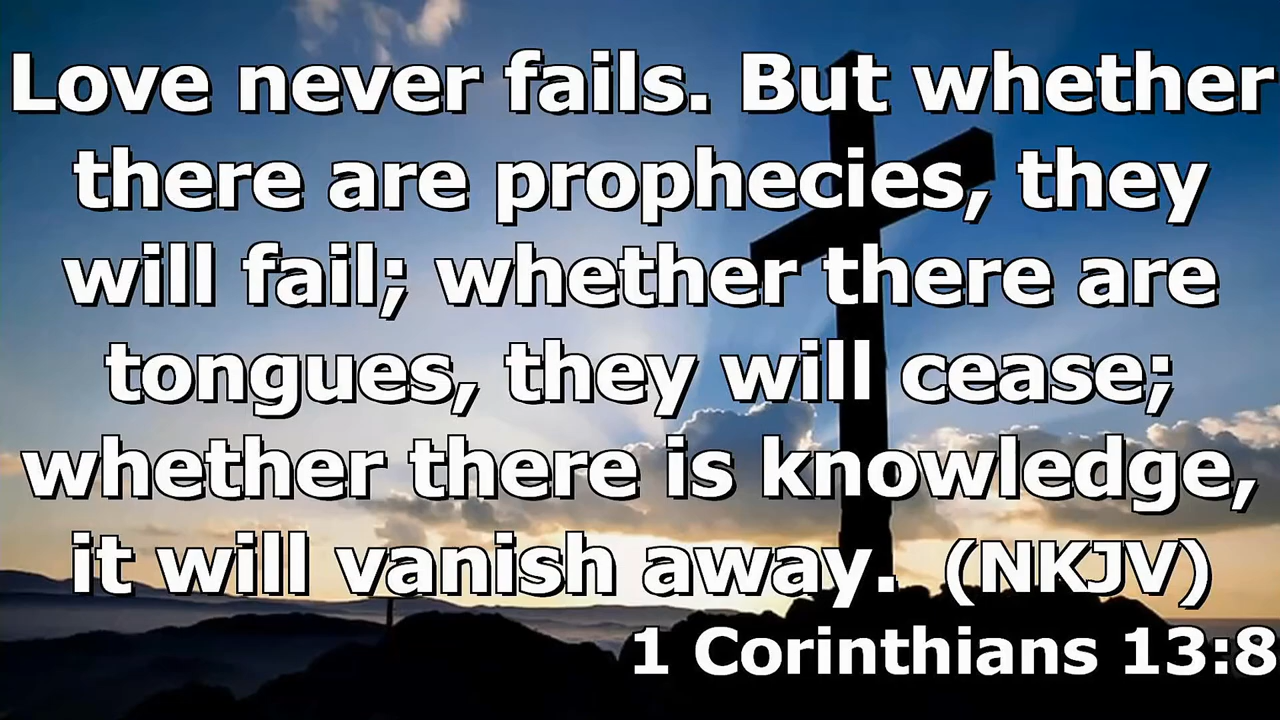 Love never fails. But whether
there are prophecies, they
will fail; whether there are
tongues, they will cease;
whether there is knowledge,
it will vanish away. (NKJV)
1 Corinthians 13:8